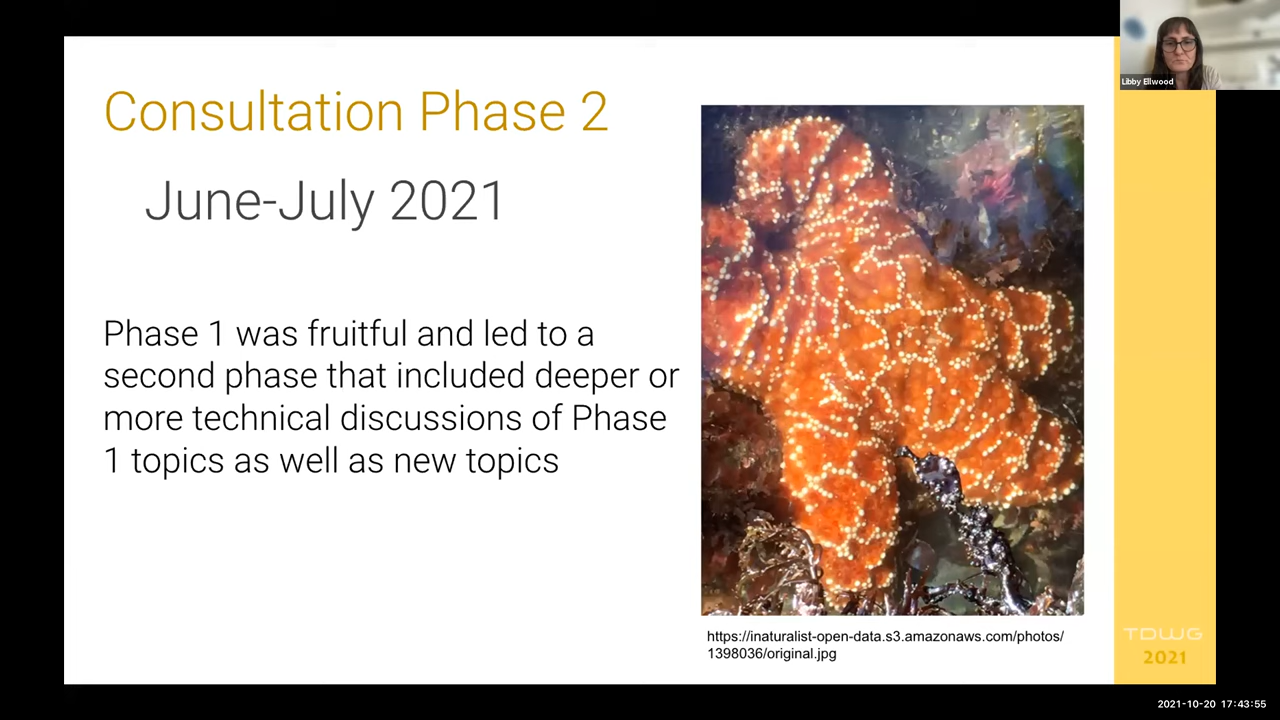 Libby Ellwood
Consultation Phase 2
June-July 2021
Phase 1 was fruitful and led to a
second phase that included deeper or
more technical discussions of Phase
1 topics as well as new topics
https://inaturalist-open-data.s3.amazonaws.com/photos/
1398036/original.jpg
TDWG
2021
2021-10-20 17:43:55